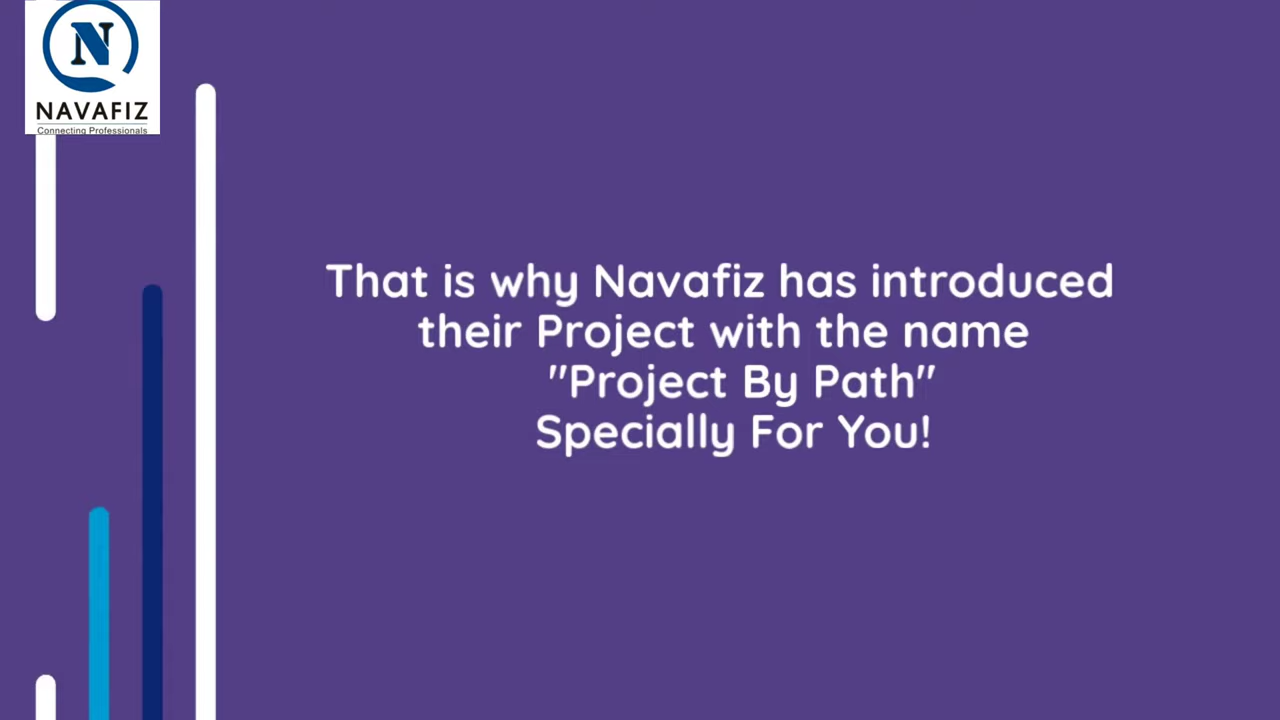 N
NAVAFIZ
Connecting Professionals
That is why Navafiz has introduced
their Project with the name
"Project By Path"
Specially For You!